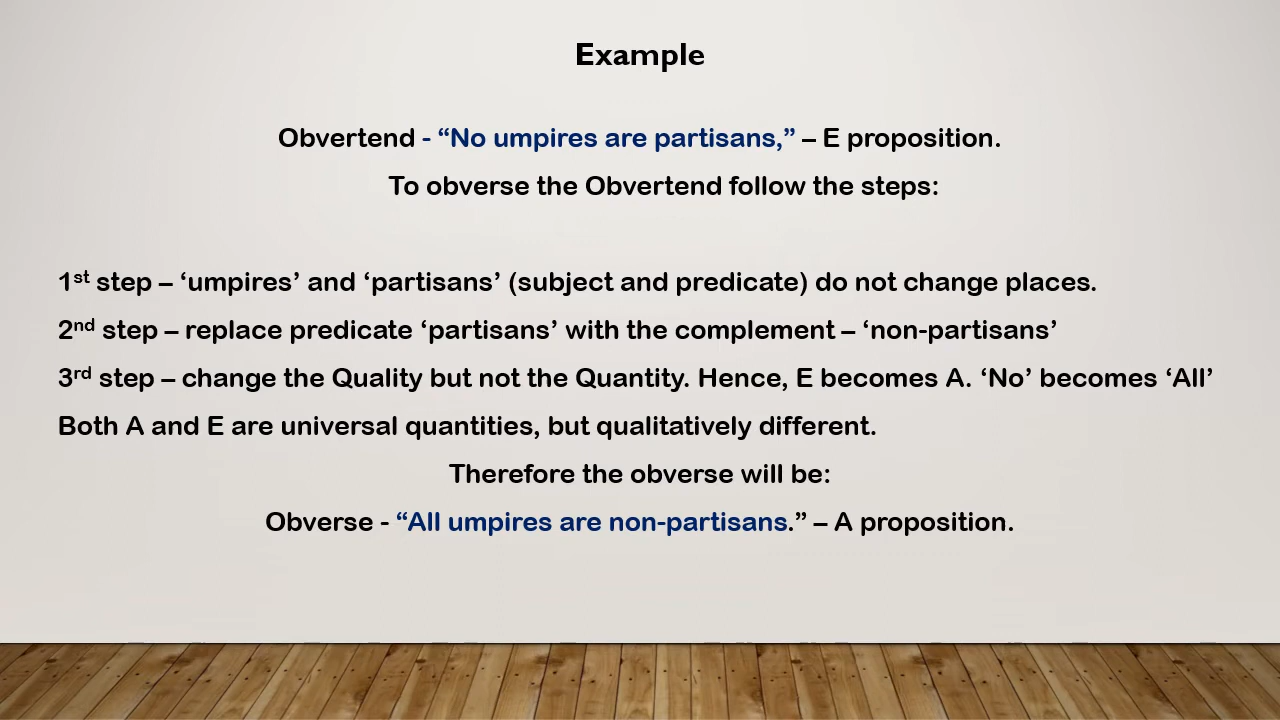 Example
Obvertend - “No umpires are partisans,” – E proposition.
To obverse the Obvertend follow the steps:
1st step – ‘umpires’ and ‘partisans’ (subject and predicate) do not change places.
2nd step – replace predicate ‘partisans’ with the complement – ‘non-partisans’
3rd step – change the Quality but not the Quantity. Hence, E becomes A. ‘No’ becomes ‘All’
Both A and E are universal quantities, but qualitatively different.
Therefore the obverse will be:
Obverse - “All umpires are non-partisans.” – A proposition.